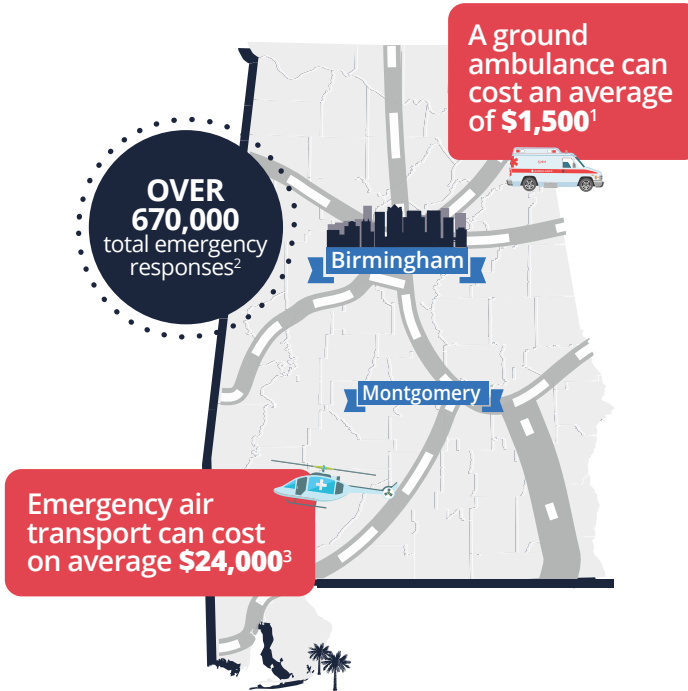 A ground
ambulance can
cost an average
of $1,500¹
OVER
670,000
total emergency
responses²
Birmingham
Montgomery
Emergency air
transport can cost
on average $24,000³